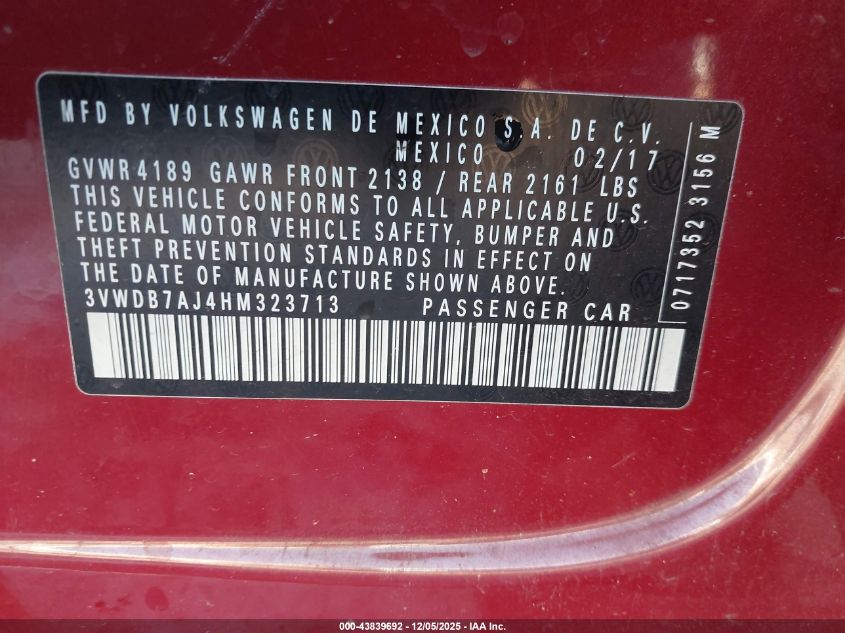 MFD BY VOLKSWAGEN DE MEXICO S.A. DE C.V.
MEXICO 02/17
GVWR 4189 GAWR FRONT 2138 / REAR 2161 LBS
THIS VEHICLE CONFORMS TO ALL APPLICABLE U.S.
FEDERAL MOTOR VEHICLE SAFETY, BUMPER AND
THEFT PREVENTION STANDARDS IN EFFECT ON
THE DATE OF MANUFACTURE SHOWN ABOVE.
3VWDB7AJ4HM323713 PASSENGER CAR
0717352 3156 M
000-43839692 - 12/05/2025 - IAA, Inc.